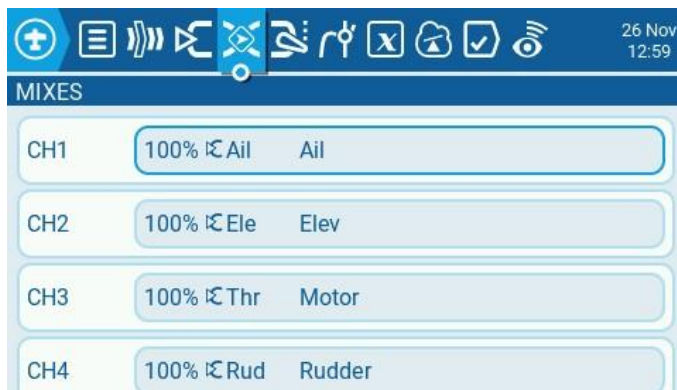 26 Nov
12:59
MIXES
CH1 100% Ail Ail
CH2 100% Ele Elev
CH3 100% Thr Motor
CH4 100% Rud Rudder